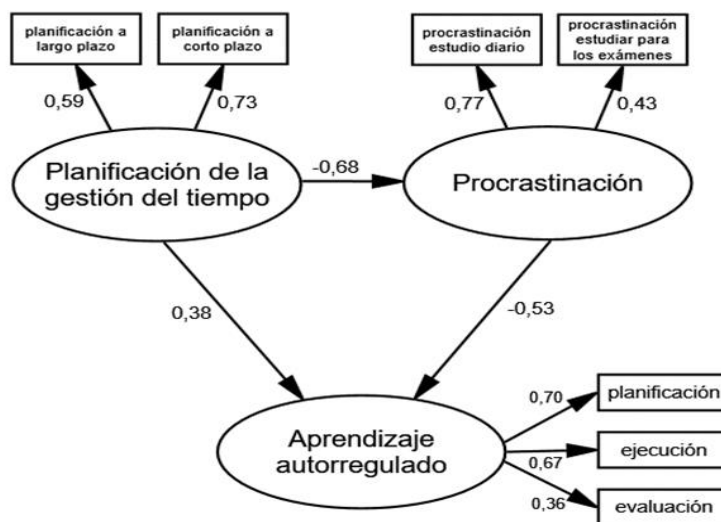 planificación a
largo plazo
planificación a
corto plazo
procrastinación
estudio diario
procrastinación
estudiar para
los exámenes
0,59
0,73
0,77
0,43
Planificación de la
gestión del tiempo
-0,68
Procrastinación
0,38
-0,53
Aprendizaje
autorregulado
0,70
planificación
0,67
ejecución
0,36
evaluación